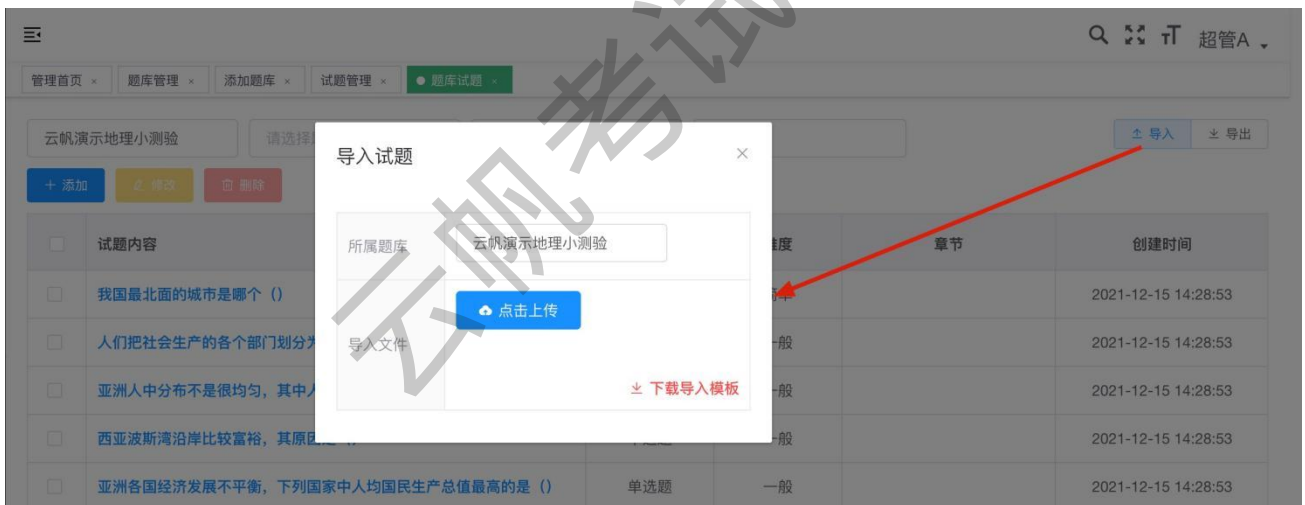 超管A
管理首页 × 题库管理 × 添加题库 × 试题管理 × 题库试题 ×
云帆演示地理小测验 请选择 导入 导出
+ 添加 修改 删除
导入试题 ×
所属题库 云帆演示地理小测验
导入文件 点击上传
下载导入模板
试题内容 难度 章节 创建时间
我国最北面的城市是哪个（） 2021-12-15 14:28:53
人们把社会生产的各个部门划分为 一般 2021-12-15 14:28:53
亚洲人中分布不是很均匀，其中人 一般 2021-12-15 14:28:53
西亚波斯湾沿岸比较富裕，其原因是（） 单选题 一般 2021-12-15 14:28:53
亚洲各国经济发展不平衡，下列国家中人均国民生产总值最高的是（） 单选题 一般 2021-12-15 14:28:53
云帆考试